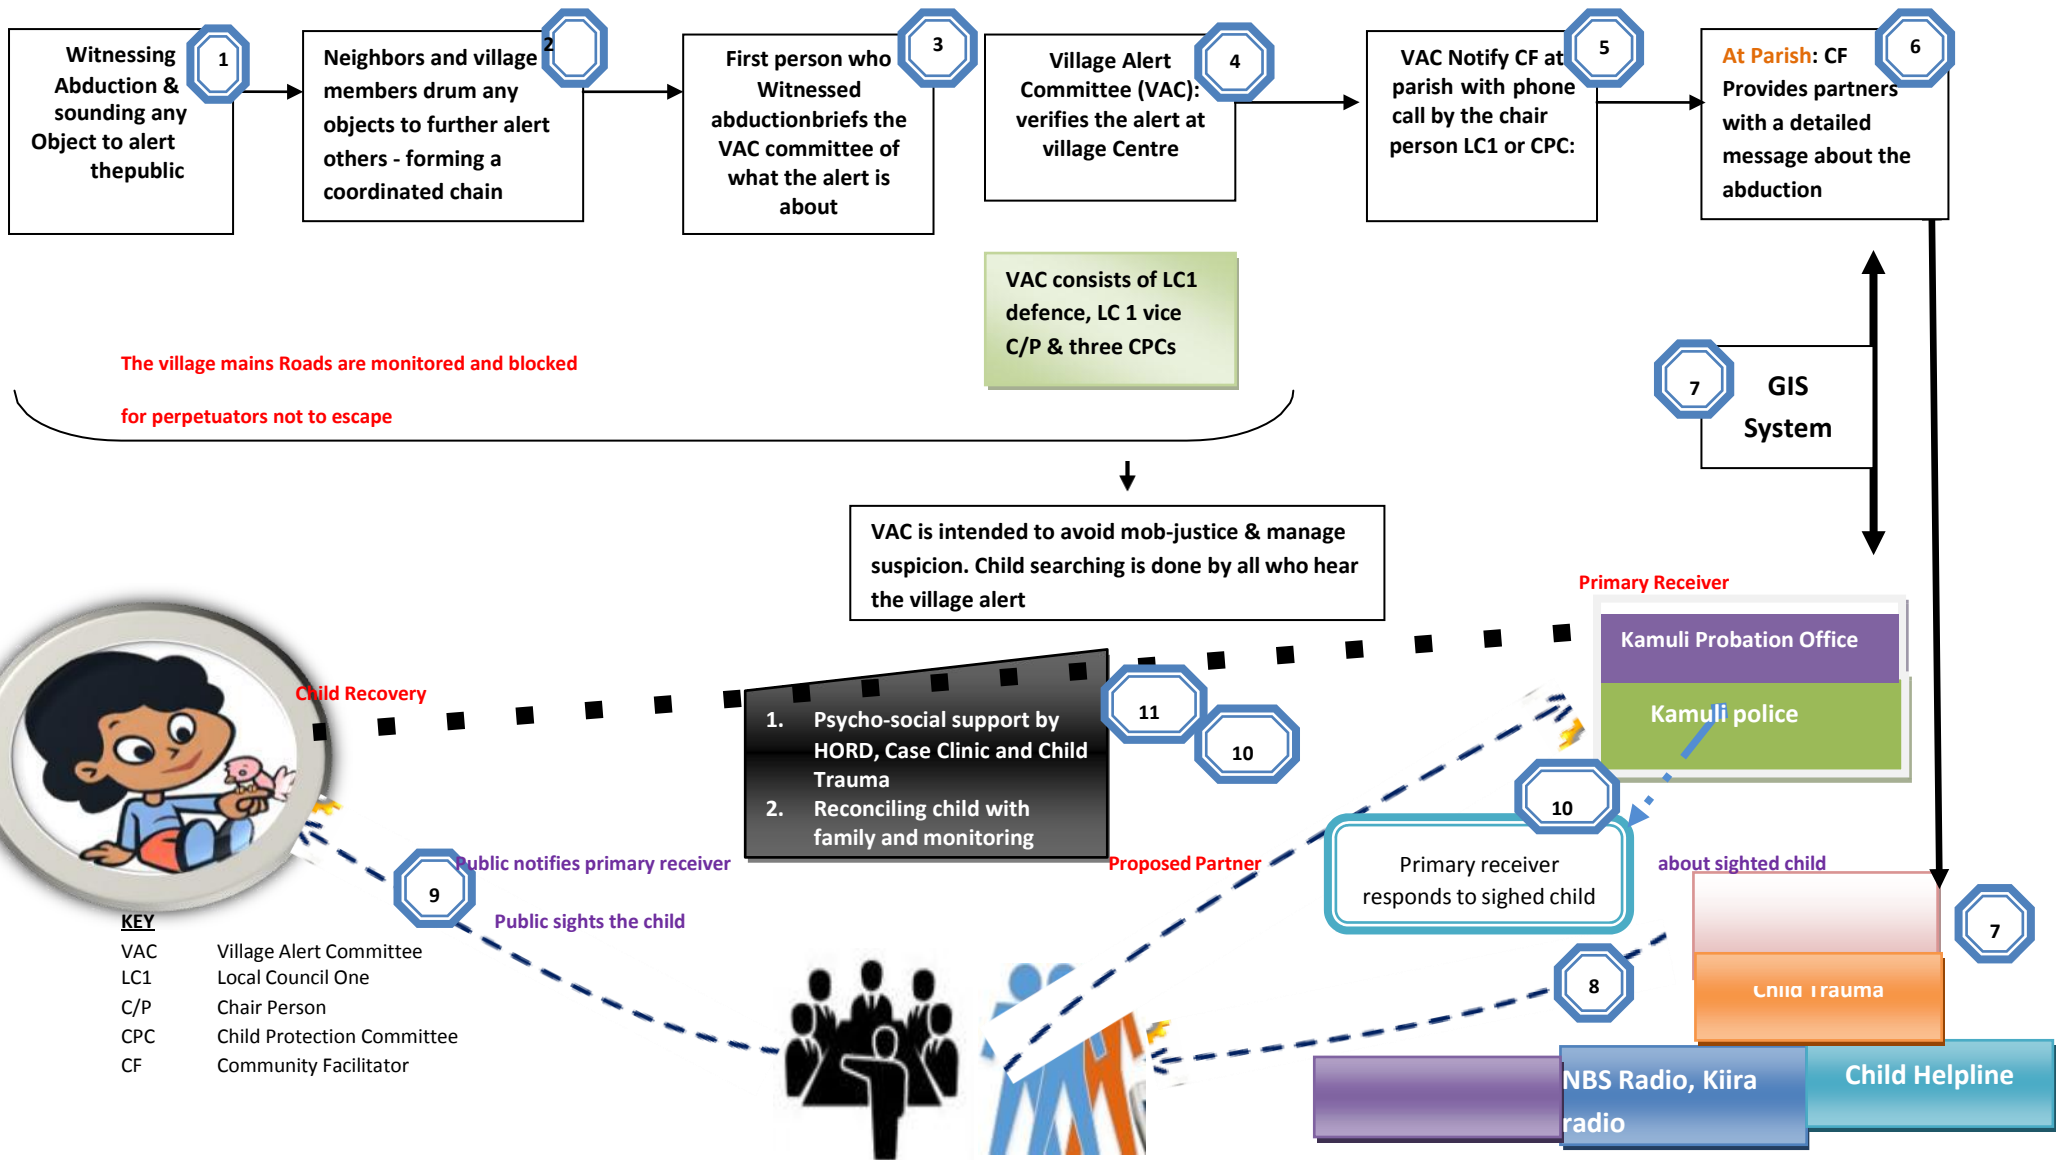 Witnessing
Abduction &
sounding any
Object to alert
thepublic
1
Neighbors and village
members drum any
objects to further alert
others - forming a
coordinated chain
2
First person who
Witnessed
abductionbriefs the
VAC committee of
what the alert is
about
3
Village Alert
Committee (VAC):
verifies the alert at
village Centre
4
VAC Notify CF at
parish with phone
call by the chair
person LC1 or CPC:
5
At Parish: CF
Provides partners
with a detailed
message about the
abduction
6
VAC consists of LC1
defence, LC 1 vice
C/P & three CPCs
The village mains Roads are monitored and blocked
for perpetuators not to escape
7
GIS
System
VAC is intended to avoid mob-justice & manage
suspicion. Child searching is done by all who hear
the village alert
Primary Receiver
Kamuli Probation Office
Kamuli police
Child Recovery
1. Psycho-social support by
HORD, Case Clinic and Child
Trauma
2. Reconciling child with
family and monitoring
11
10
10
Primary receiver
responds to sighed child
Public notifies primary receiver
Proposed Partner
about sighted child
9
Public sights the child
7
8
Child Trauma
NBS Radio, Kiira
radio
Child Helpline
KEY
VAC Village Alert Committee
LC1 Local Council One
C/P Chair Person
CPC Child Protection Committee
CF Community Facilitator